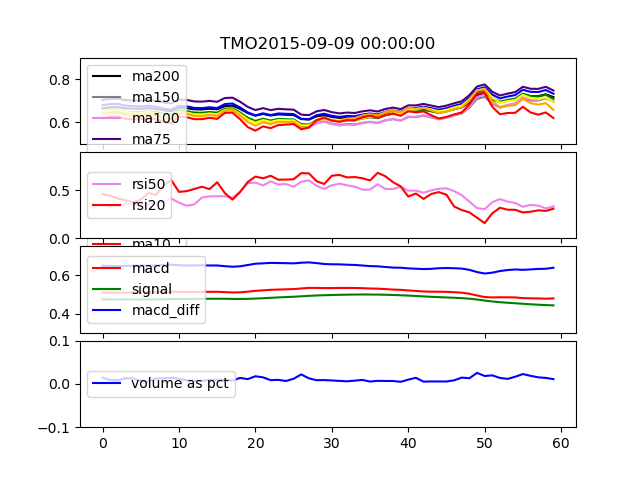 TMO2015-09-09 00:00:00
0.8
0.6
ma200
ma150
ma100
ma75
0.5
0.0
rsi50
rsi20
ma10
0.6
0.4
macd
signal
macd_diff
0.1
0.0
−0.1
volume as pct
0 10 20 30 40 50 60